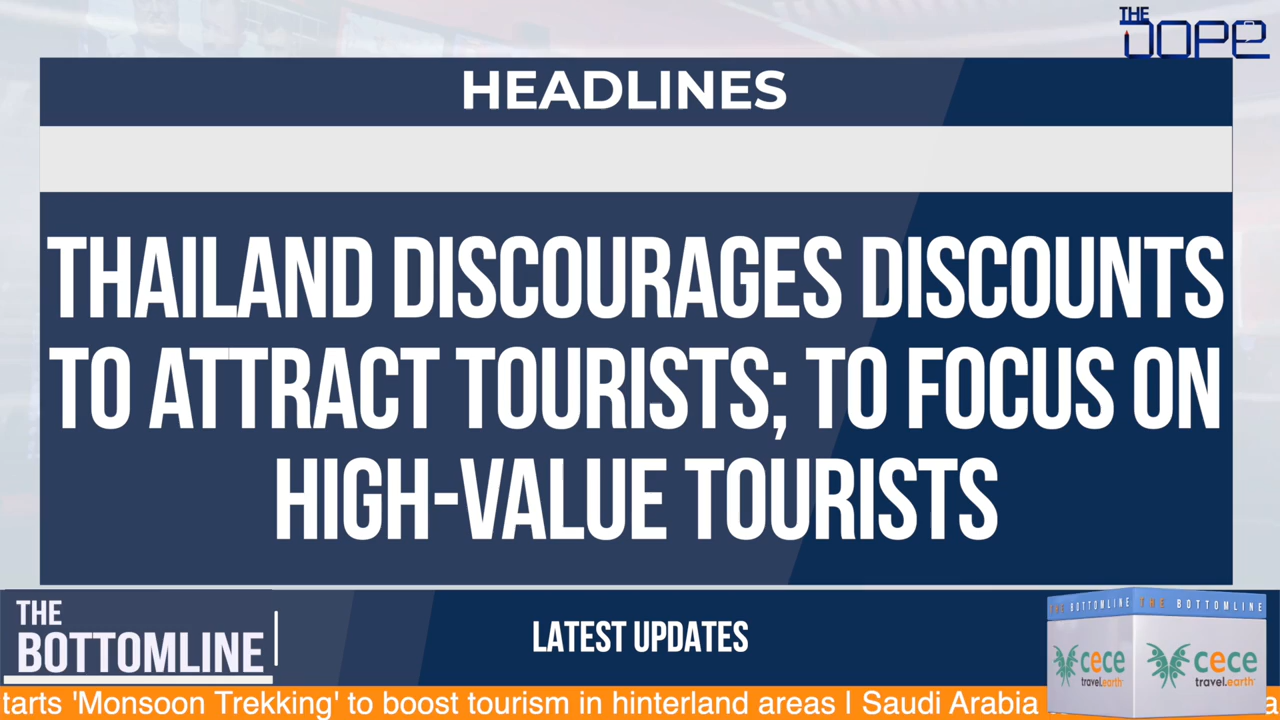 THE
DOPE
HEADLINES
THAILAND DISCOURAGES DISCOUNTS
TO ATTRACT TOURISTS; TO FOCUS ON
HIGH-VALUE TOURISTS
THE
BOTTOMLINE
LATEST UPDATES
THE BOTTOMLINE THE BOTTOMLINE
cece
travel.earth
cece
travel.earth
tarts 'Monsoon Trekking' to boost tourism in hinterland areas | Saudi Arabia